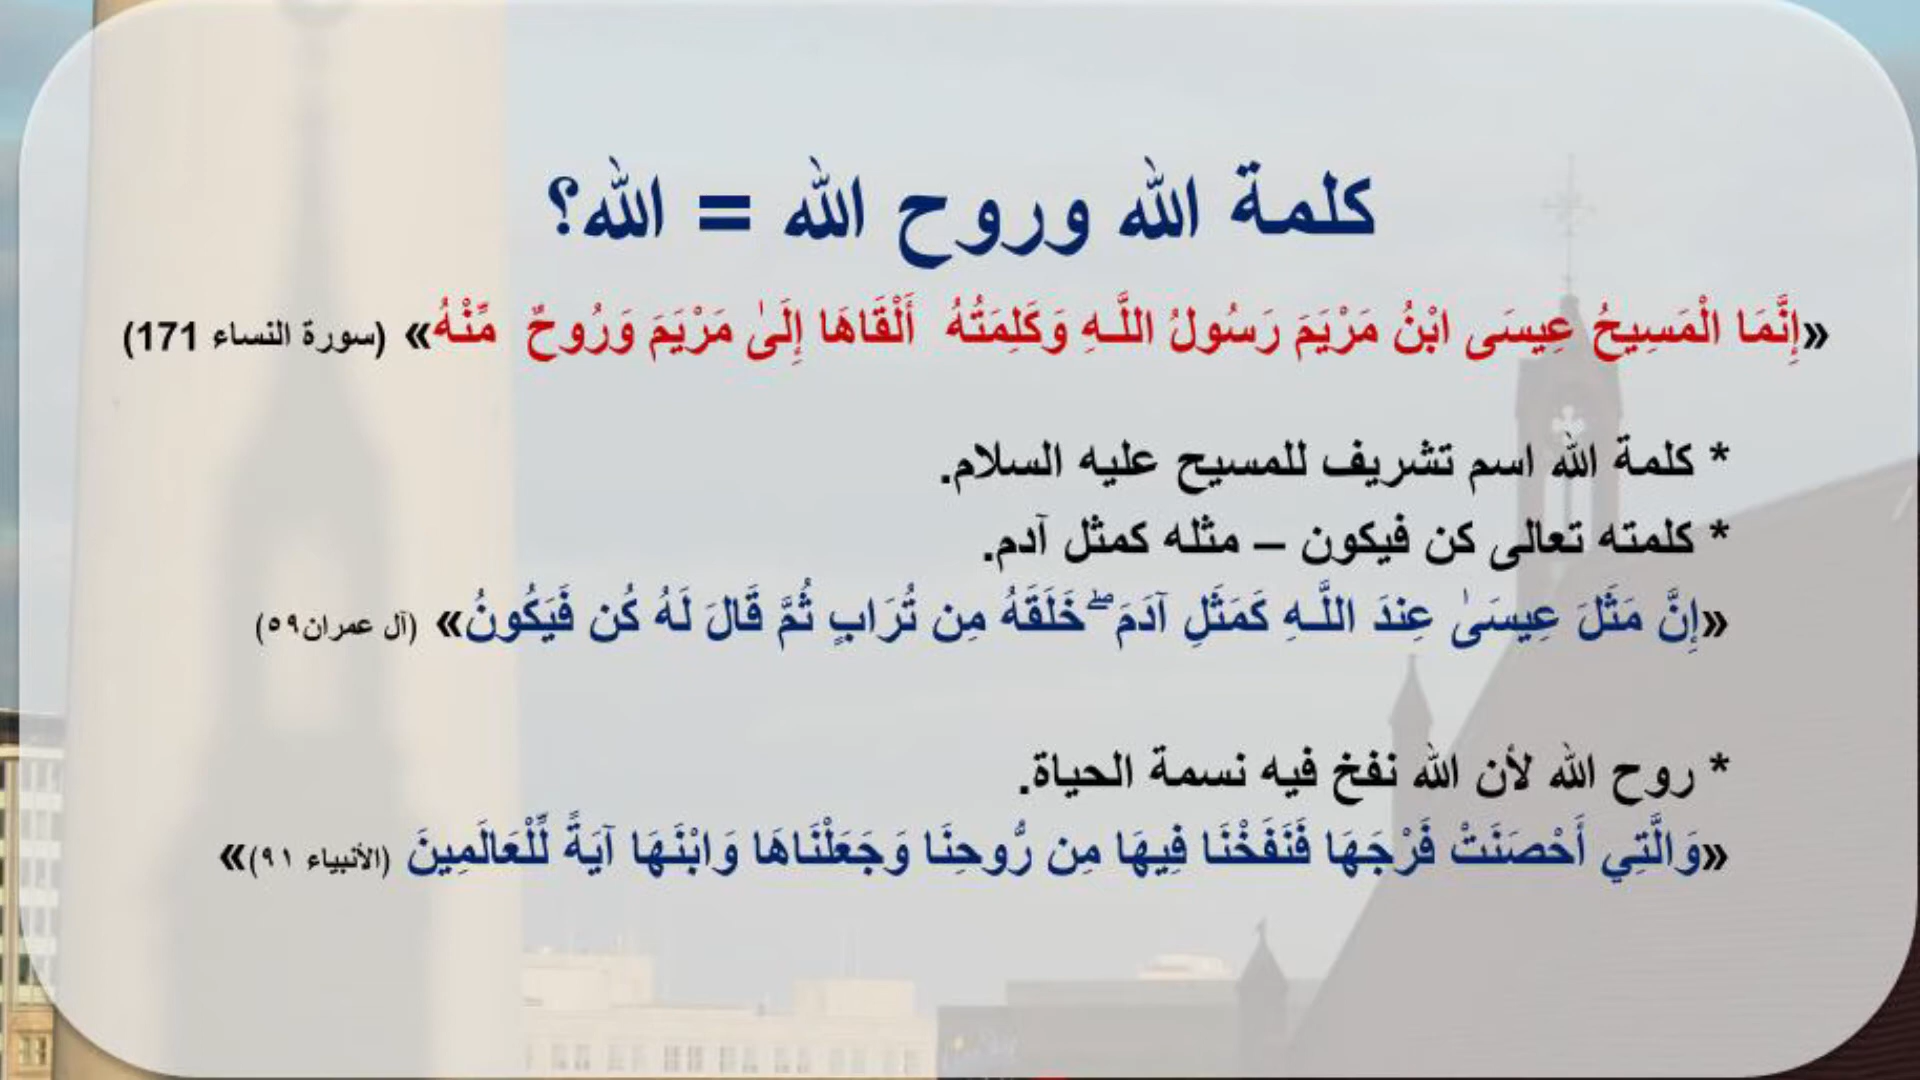 كلمة الله وروح الله = الله؟
«إِنَّمَا الْمَسِيحُ عِيسَى ابْنُ مَرْيَمَ رَسُولُ اللَّـهِ وَكَلِمَتُهُ أَلْقَاهَا إِلَىٰ مَرْيَمَ وَرُوحٌ مِّنْهُ» (سورة النساء 171)
* كلمة الله اسم تشريف للمسيح عليه السلام.
* كلمته تعالى كن فيكون – مثله كمثل آدم.
«إِنَّ مَثَلَ عِيسَىٰ عِندَ اللَّـهِ كَمَثَلِ آدَمَ ۖ خَلَقَهُ مِن تُرَابٍ ثُمَّ قَالَ لَهُ كُن فَيَكُونُ» (آل عمران٥٩)
* روح الله لأن الله نفخ فيه نسمة الحياة.
«وَالَّتِي أَحْصَنَتْ فَرْجَهَا فَنَفَخْنَا فِيهَا مِن رُّوحِنَا وَجَعَلْنَاهَا وَابْنَهَا آيَةً لِّلْعَالَمِينَ (الأنبياء ٩١)»